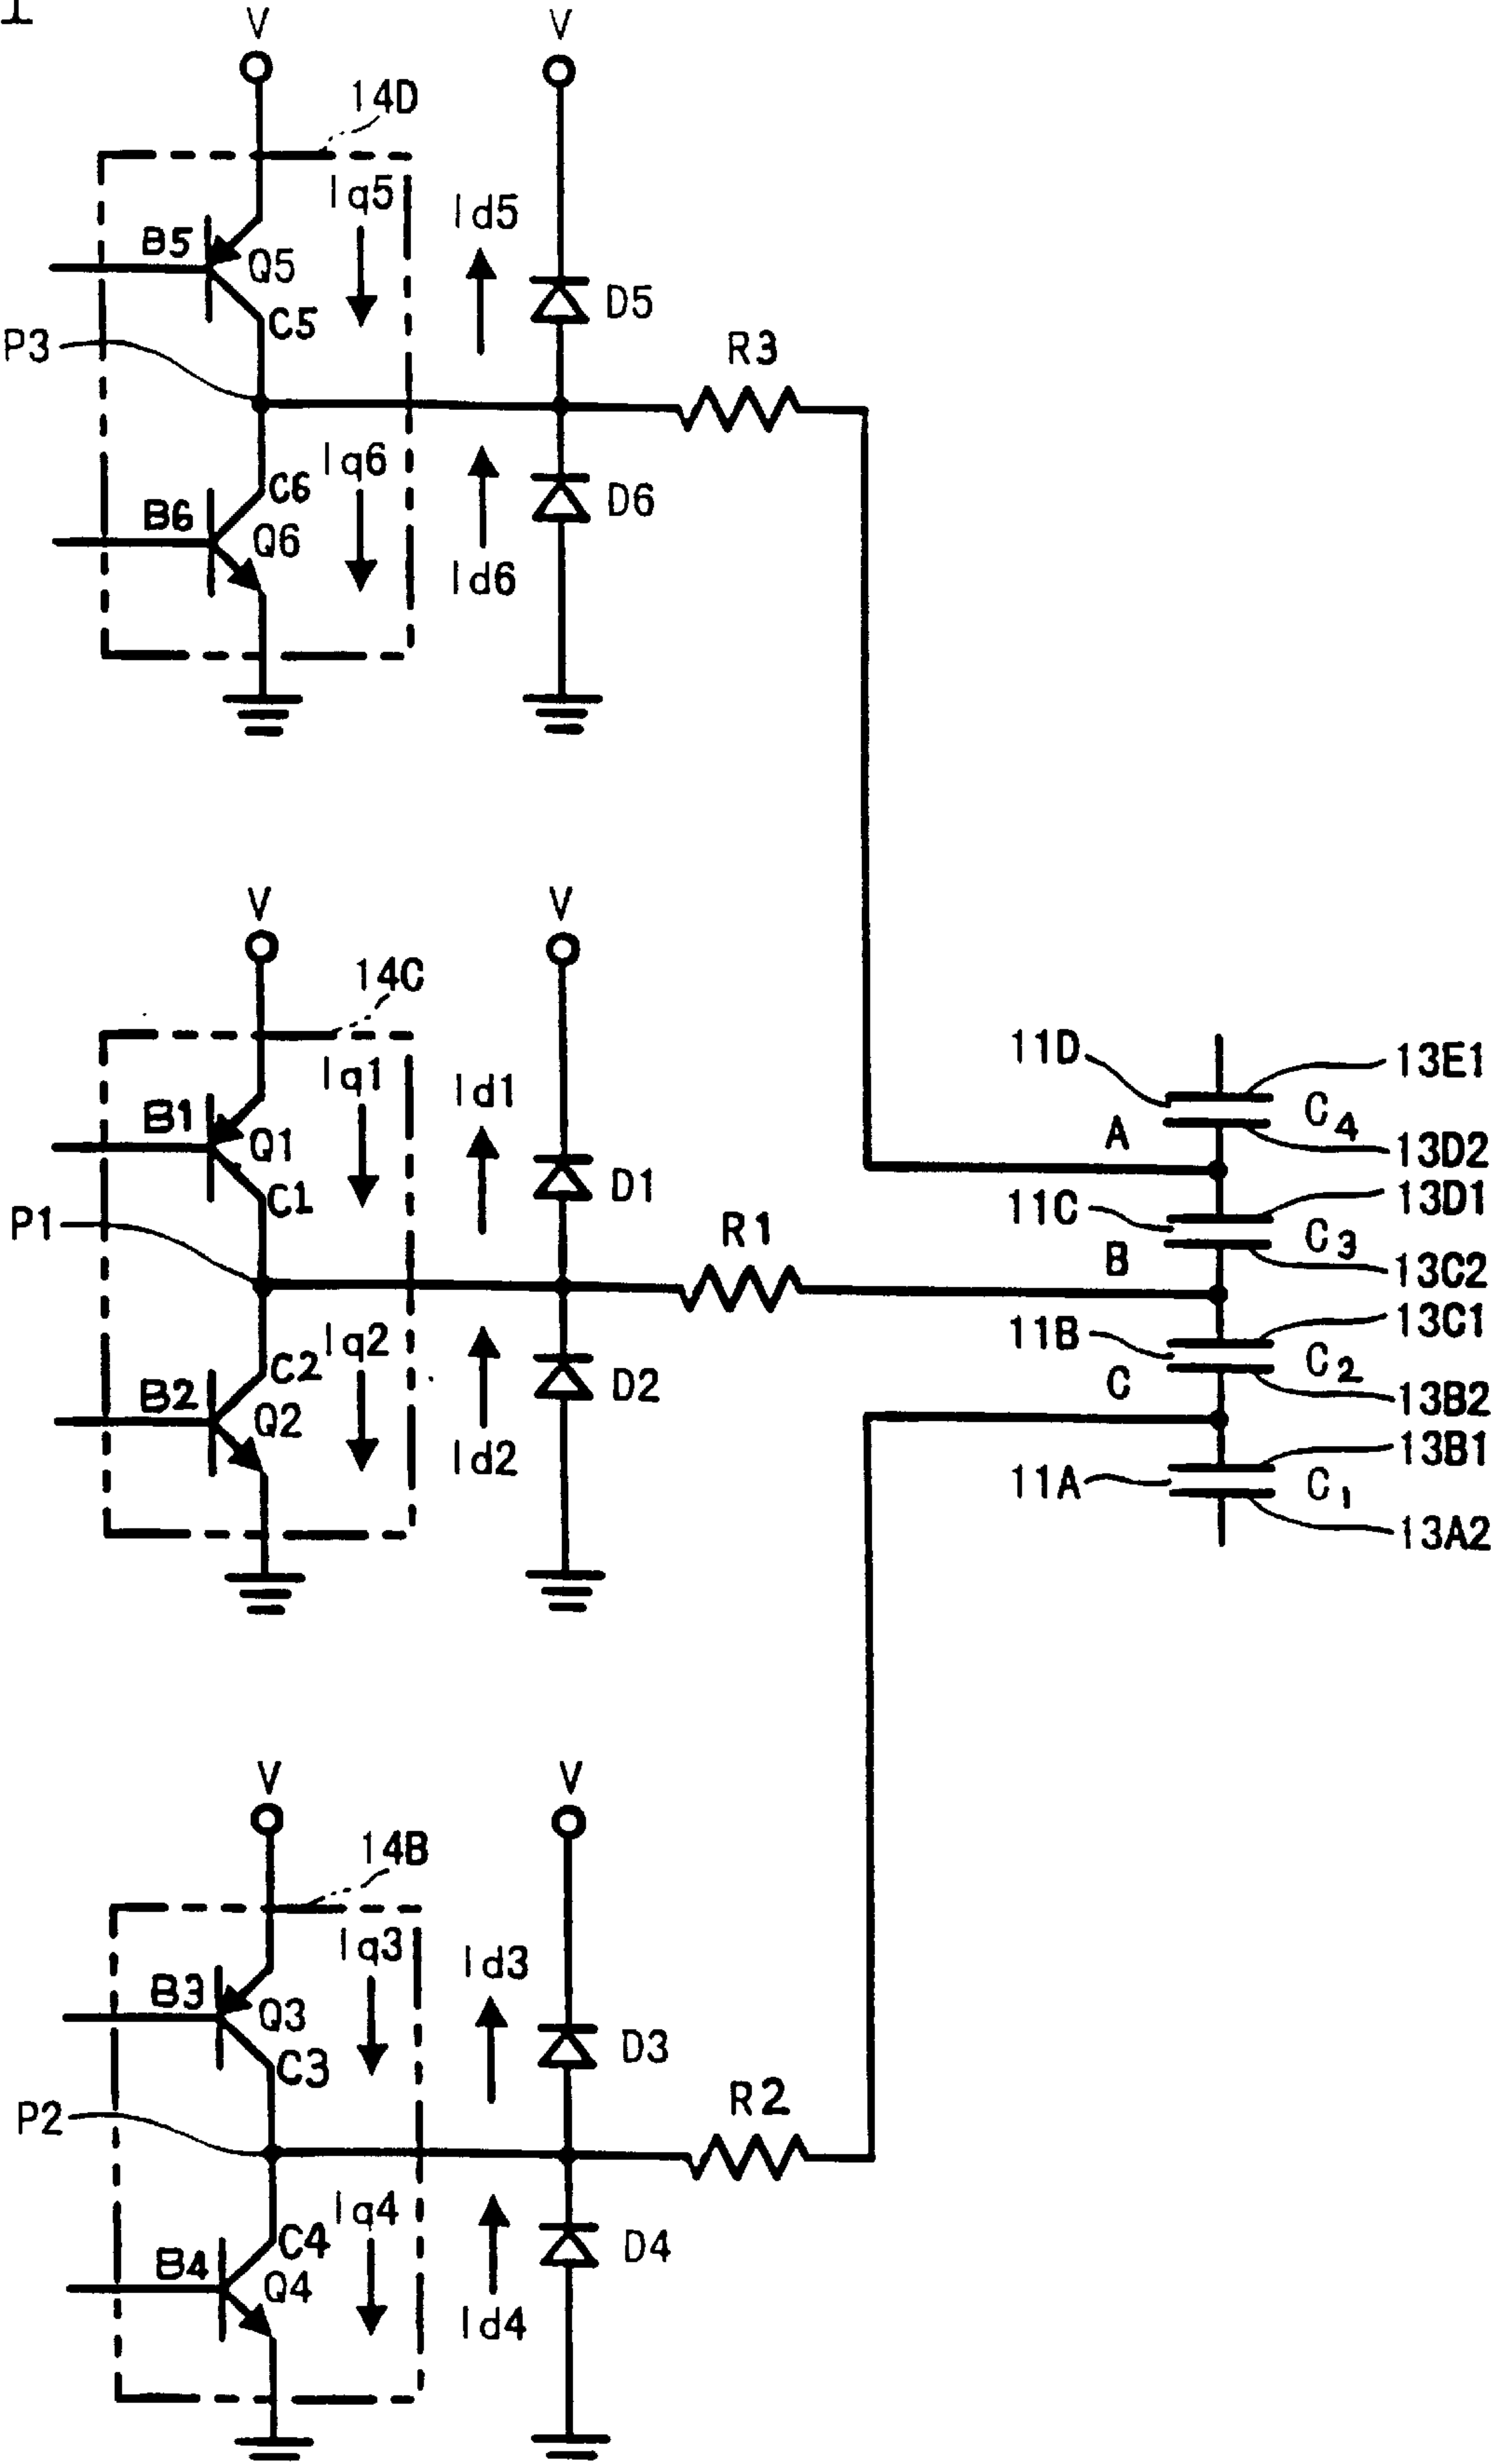 1
V V
14D
Iq5
Id5
B5
Q5
D5
C5
P3
R3
Iq6
C6
D6
B6
Q6
Id6
V V
14C
Iq1
Id1
11D
13E1
B1
Q1
A
C4
13D2
C1
D1
11C
13D1
P1
R1
C3
B
13C2
Iq2
11B
13C1
C2
D2
C
C2
B2
Q2
13B2
Id2
13B1
11A
C1
13A2
V V
14B
Iq3
Id3
B3
Q3
D3
C3
P2
R2
Iq4
C4
D4
B4
Q4
Id4